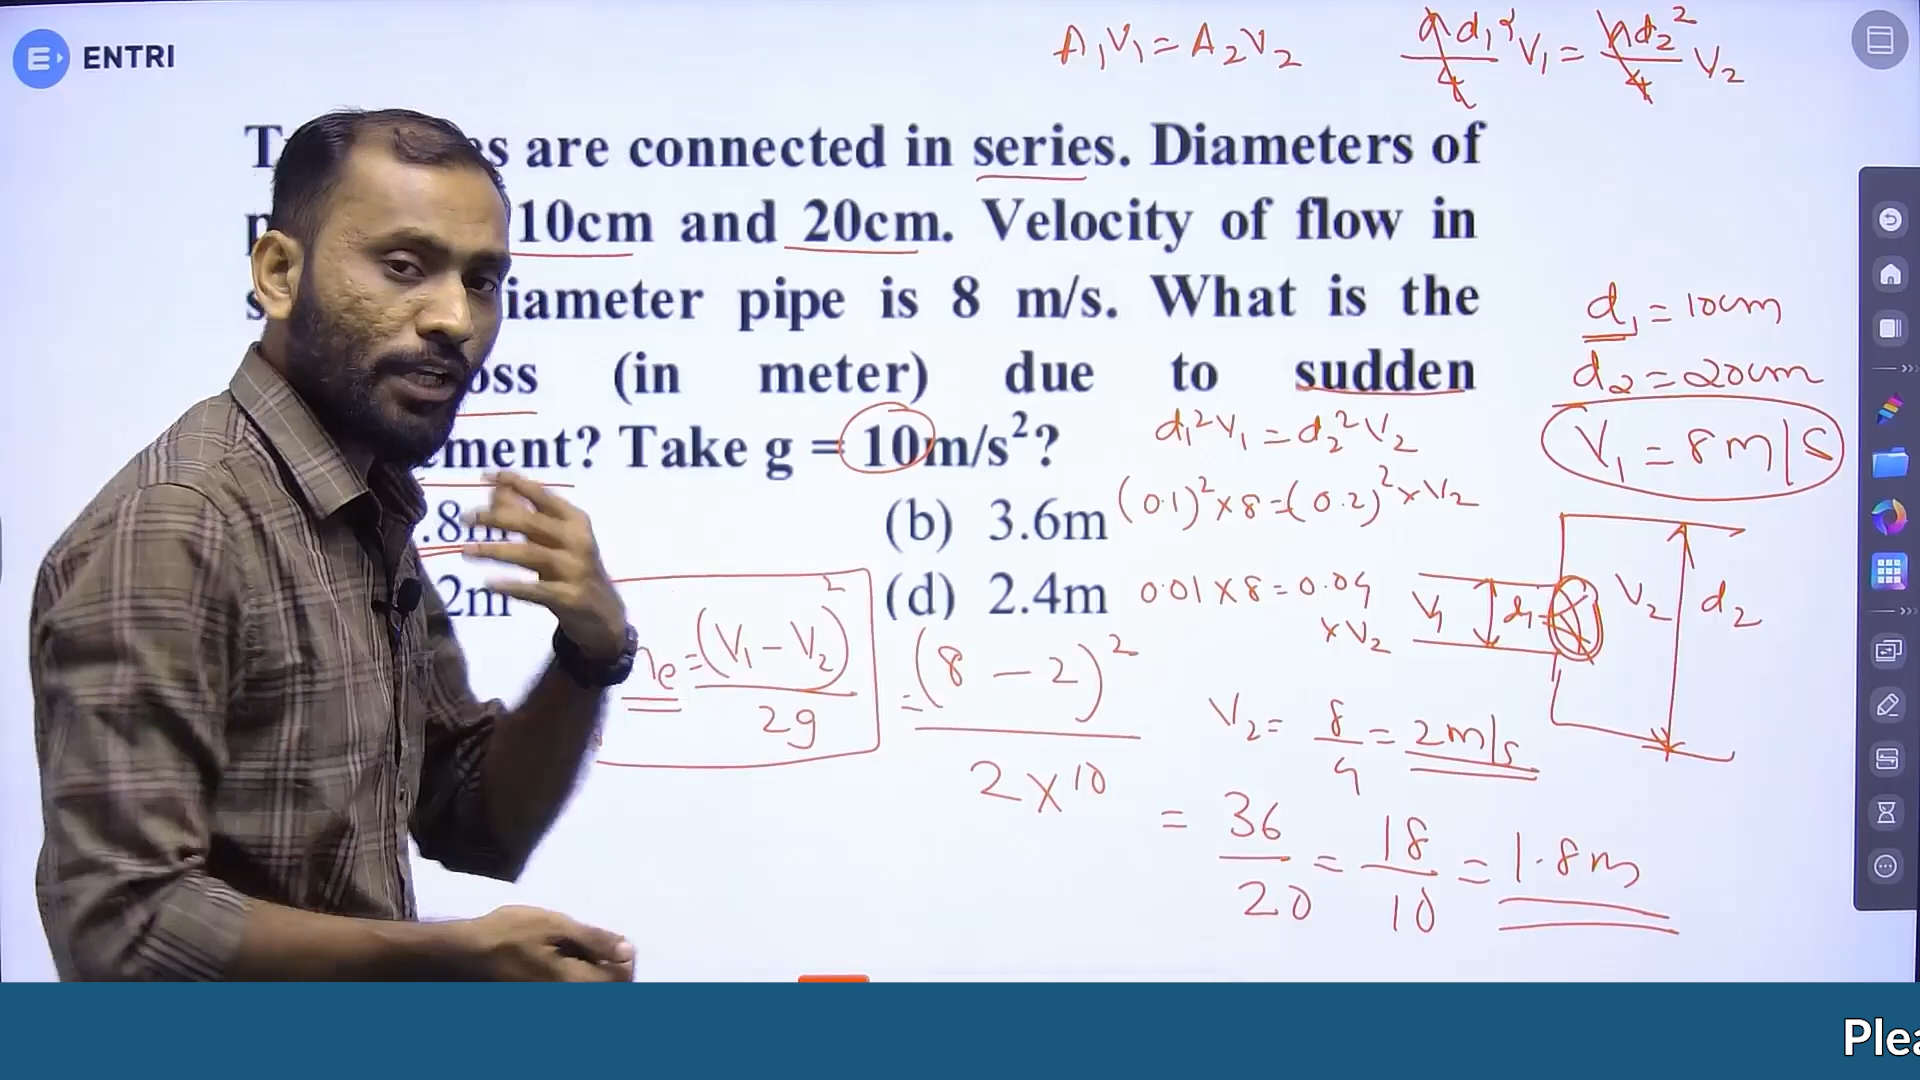 ENTRI
A₁V₁ = A₂V₂
πd₁²/4 V₁ = πd₂²/4 V₂
are connected in series. Diameters of
10cm and 20cm. Velocity of flow in
iameter pipe is 8 m/s. What is the
oss (in meter) due to sudden
ement? Take g = 10m/s²?
.8m
(b) 3.6m
2m
(d) 2.4m
d₁ = 10cm
d₂ = 20cm
V₁ = 8m/s
d₁²V₁ = d₂²V₂
(0.1)² × 8 = (0.2)² × V₂
0.01 × 8 = 0.04
× V₂
V₂ = 8/4 = 2m/s
V₁ d₁ V₂ d₂
he = (V₁ – V₂)²/2g
= (8 – 2)²/2 × 10
= 36/20 = 18/10 = 1.8m
Plea